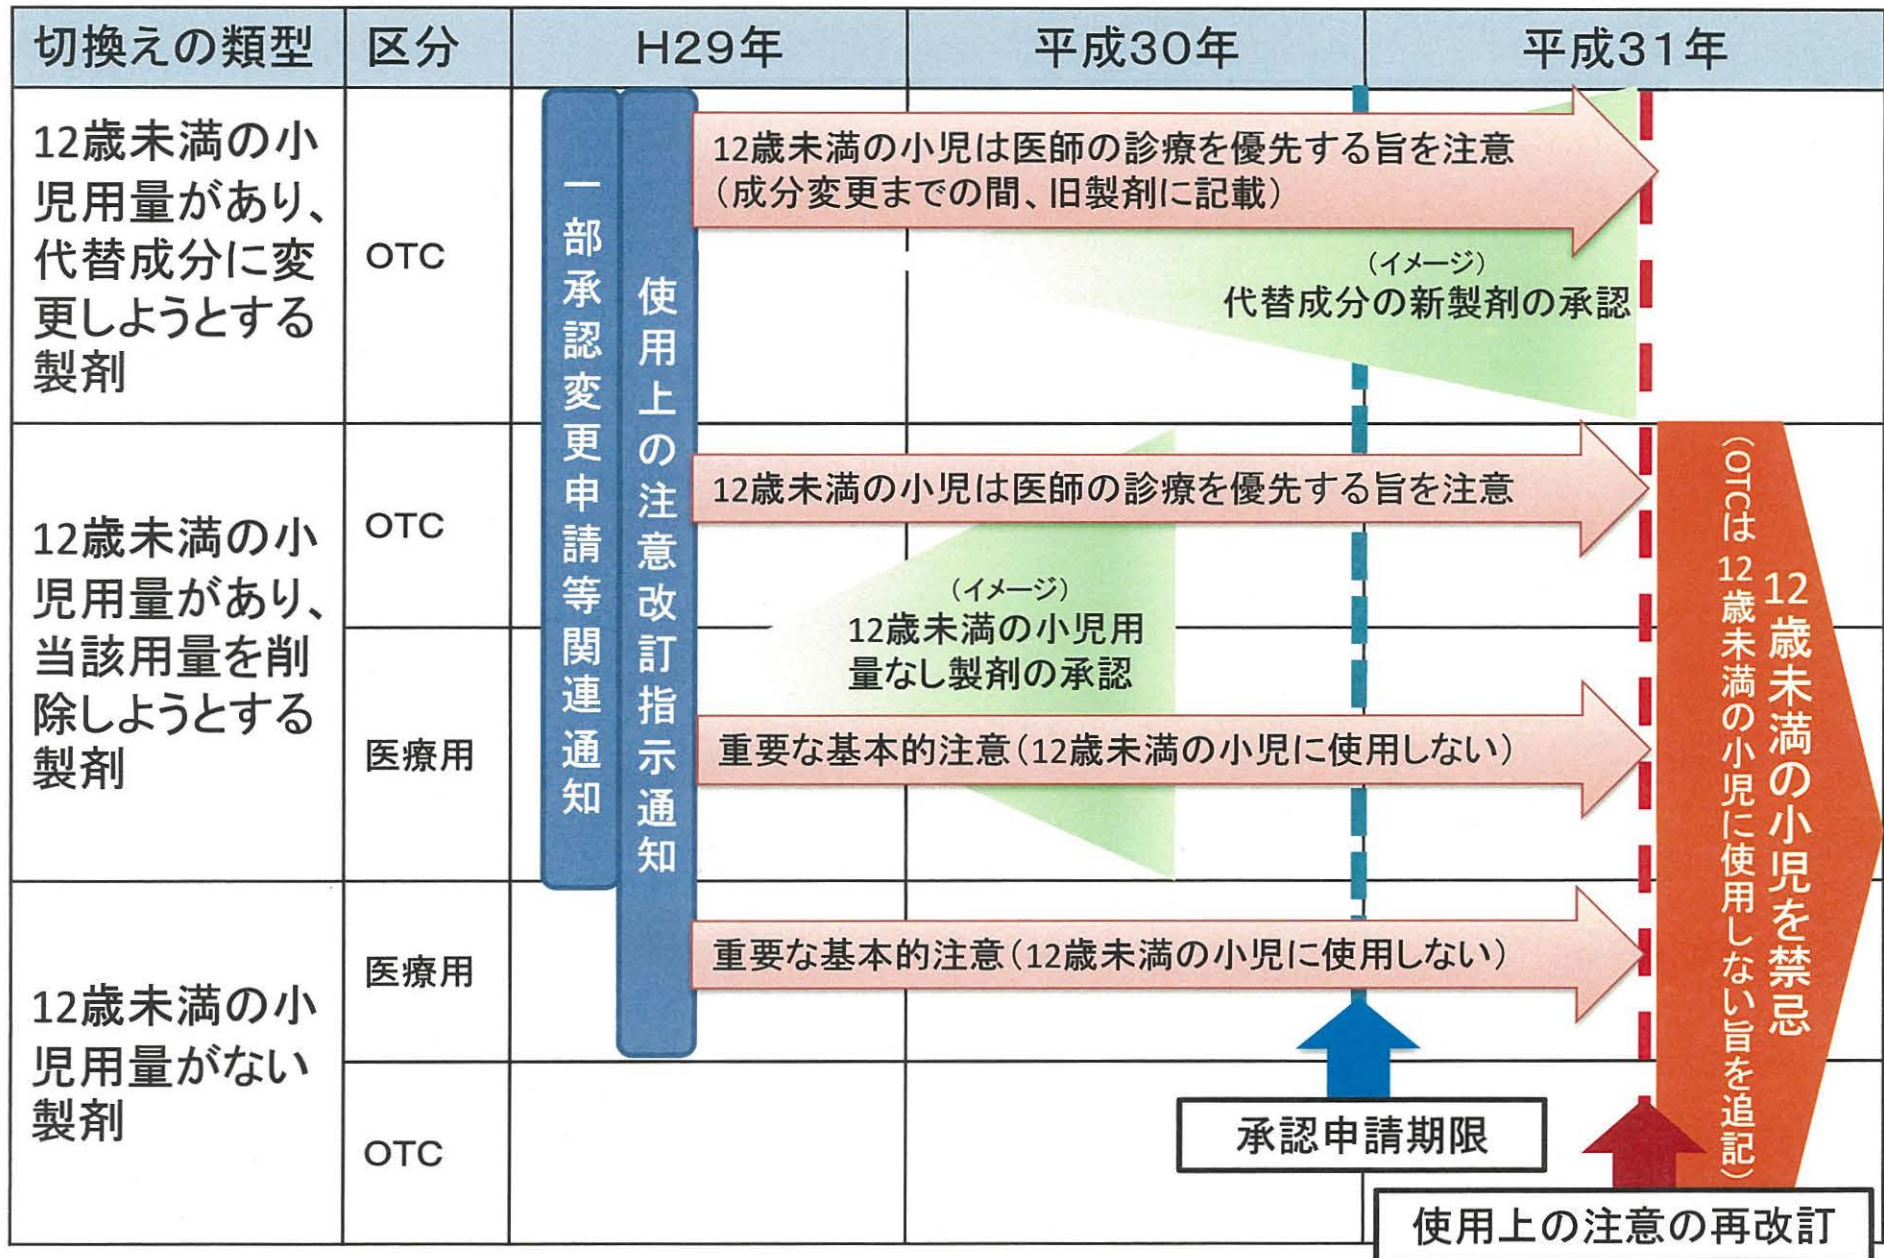 切換えの類型
区分
H29年
平成30年
平成31年
12歳未満の小
児用量があり、
代替成分に変
更しようとする
製剤
OTC
一部承認変更申請等関連通知
使用上の注意改訂指示通知
12歳未満の小児は医師の診療を優先する旨を注意
(成分変更までの間、旧製剤に記載)
(イメージ)
代替成分の新製剤の承認
12歳未満の小
児用量があり、
当該用量を削
除しようとする
製剤
OTC
12歳未満の小児は医師の診療を優先する旨を注意
(イメージ)
12歳未満の小児用
量なし製剤の承認
医療用
重要な基本的注意(12歳未満の小児に使用しない)
12歳未満の小児を禁忌
(OTCは12歳未満の小児に使用しない旨を追記)
12歳未満の小
児用量がない
製剤
医療用
重要な基本的注意(12歳未満の小児に使用しない)
OTC
承認申請期限
使用上の注意の再改訂